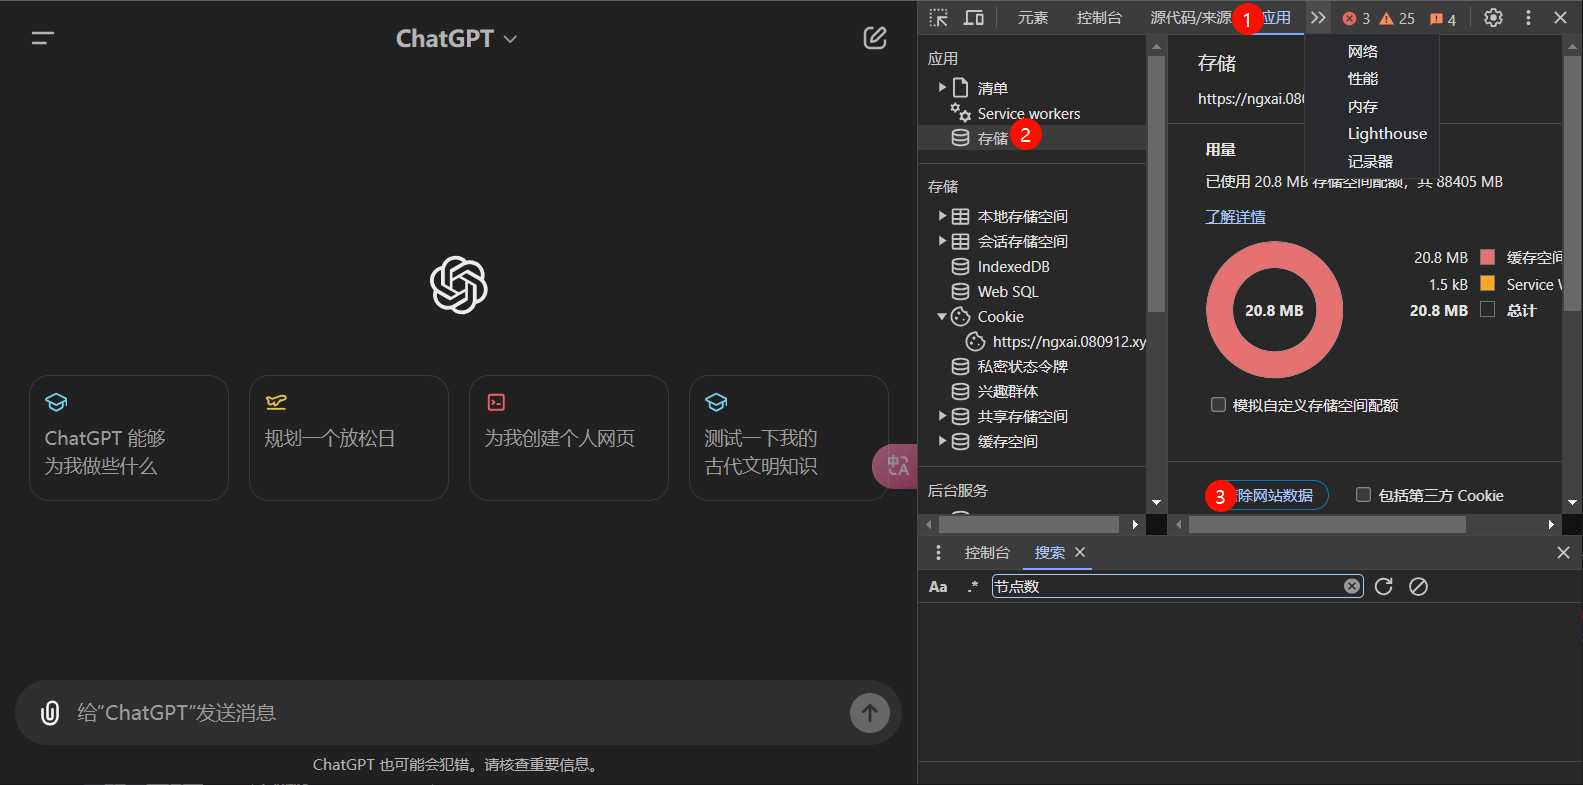 ChatGPT
ChatGPT 能够
为我做些什么
规划一个放松日
为我创建个人网页
测试一下我的
古代文明知识
中A
给“ChatGPT”发送消息
ChatGPT 也可能会犯错。请核查重要信息。
元素
控制台
源代码/来源
1
应用
3
25
4
网络
性能
内存
Lighthouse
记录器
应用
清单
Service workers
存储
2
存储
本地存储空间
会话存储空间
IndexedDB
Web SQL
Cookie
https://ngxai.080912.xy
私密状态令牌
兴趣群体
共享存储空间
缓存空间
后台服务
存储
https://ngxai.080
用量
已使用 20.8 MB 存储空间配额，共 88405 MB
了解详情
20.8 MB
20.8 MB 缓存空间
1.5 kB Service W
20.8 MB 总计
模拟自定义存储空间配额
3
除网站数据
包括第三方 Cookie
控制台
搜索
Aa
.*
节点数